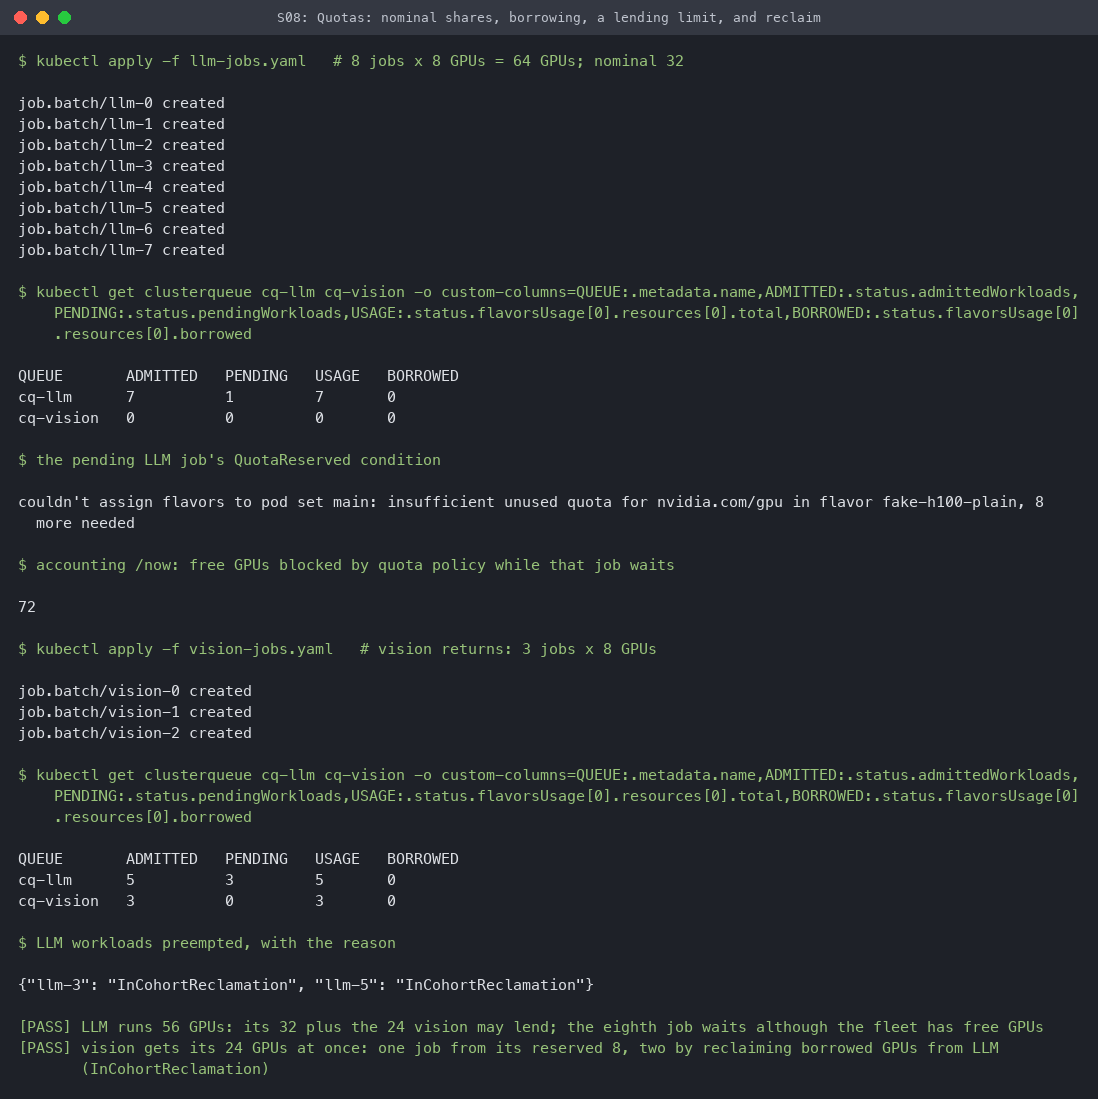 S08: Quotas: nominal shares, borrowing, a lending limit, and reclaim
$ kubectl apply -f llm-jobs.yaml   # 8 jobs x 8 GPUs = 64 GPUs; nominal 32
job.batch/llm-0 created
job.batch/llm-1 created
job.batch/llm-2 created
job.batch/llm-3 created
job.batch/llm-4 created
job.batch/llm-5 created
job.batch/llm-6 created
job.batch/llm-7 created
$ kubectl get clusterqueue cq-llm cq-vision -o custom-columns=QUEUE:.metadata.name,ADMITTED:.status.admittedWorkloads,
PENDING:.status.pendingWorkloads,USAGE:.status.flavorsUsage[0].resources[0].total,BORROWED:.status.flavorsUsage[0]
.resources[0].borrowed
QUEUE       ADMITTED   PENDING   USAGE   BORROWED
cq-llm      7          1         7       0
cq-vision   0          0         0       0
$ the pending LLM job's QuotaReserved condition
couldn't assign flavors to pod set main: insufficient unused quota for nvidia.com/gpu in flavor fake-h100-plain, 8
more needed
$ accounting /now: free GPUs blocked by quota policy while that job waits
72
$ kubectl apply -f vision-jobs.yaml   # vision returns: 3 jobs x 8 GPUs
job.batch/vision-0 created
job.batch/vision-1 created
job.batch/vision-2 created
$ kubectl get clusterqueue cq-llm cq-vision -o custom-columns=QUEUE:.metadata.name,ADMITTED:.status.admittedWorkloads,
PENDING:.status.pendingWorkloads,USAGE:.status.flavorsUsage[0].resources[0].total,BORROWED:.status.flavorsUsage[0]
.resources[0].borrowed
QUEUE       ADMITTED   PENDING   USAGE   BORROWED
cq-llm      5          3         5       0
cq-vision   3          0         3       0
$ LLM workloads preempted, with the reason
{"llm-3": "InCohortReclamation", "llm-5": "InCohortReclamation"}
[PASS] LLM runs 56 GPUs: its 32 plus the 24 vision may lend; the eighth job waits although the fleet has free GPUs
[PASS] vision gets its 24 GPUs at once: one job from its reserved 8, two by reclaiming borrowed GPUs from LLM
(InCohortReclamation)